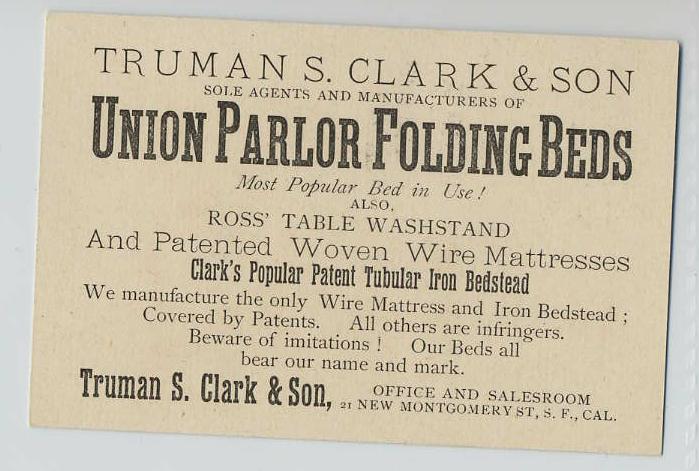 TRUMAN S. CLARK & SON
SOLE AGENTS AND MANUFACTURERS OF
UNION PARLOR FOLDING BEDS
Most Popular Bed in Use!
ALSO,
ROSS' TABLE WASHSTAND
And Patented Woven Wire Mattresses
Clark's Popular Patent Tubular Iron Bedstead
We manufacture the only Wire Mattress and Iron Bedstead;
Covered by Patents. All others are infringers.
Beware of imitations! Our Beds all
bear our name and mark.
Truman S. Clark & Son, OFFICE AND SALESROOM
21 NEW MONTGOMERY ST, S. F., CAL.